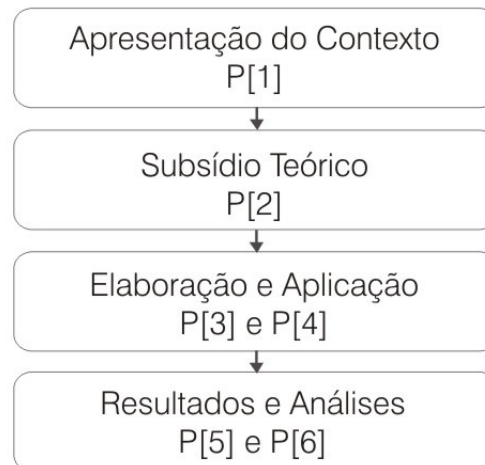 Apresentação do Contexto
P[1]
Subsídio Teórico
P[2]
Elaboração e Aplicação
P[3] e P[4]
Resultados e Análises
P[5] e P[6]